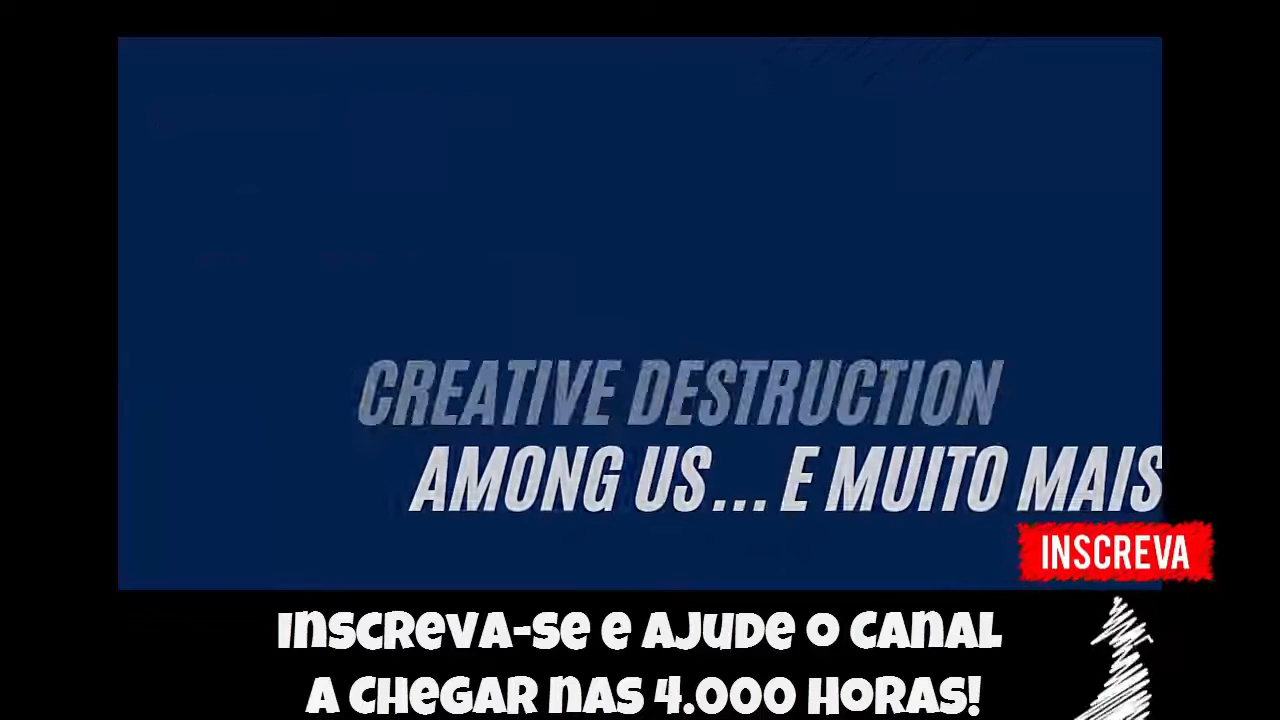 CREATIVE DESTRUCTION
AMONG US... E MUITO MAIS
INSCREVA
INSCREVA-SE E AJUDE O CANAL
A CHEGAR NAS 4.000 HORAS!